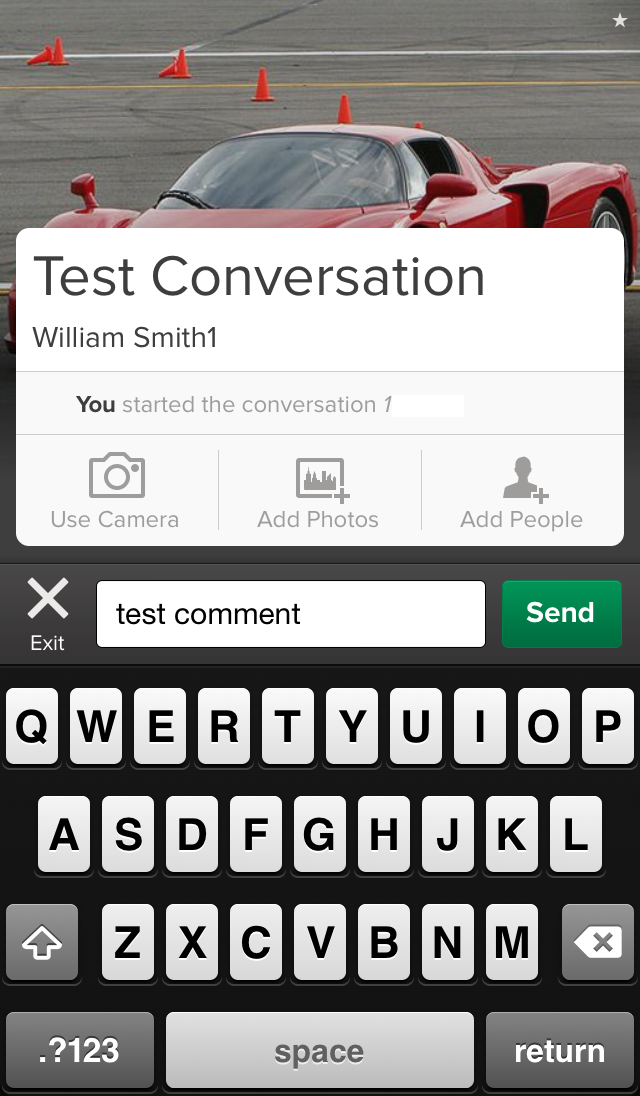 Test Conversation
William Smith1
You started the conversation 1
Use Camera Add Photos Add People
Exit test comment Send
Q W E R T Y U I O P
A S D F G H J K L
Z X C V B N M
.?123 space return